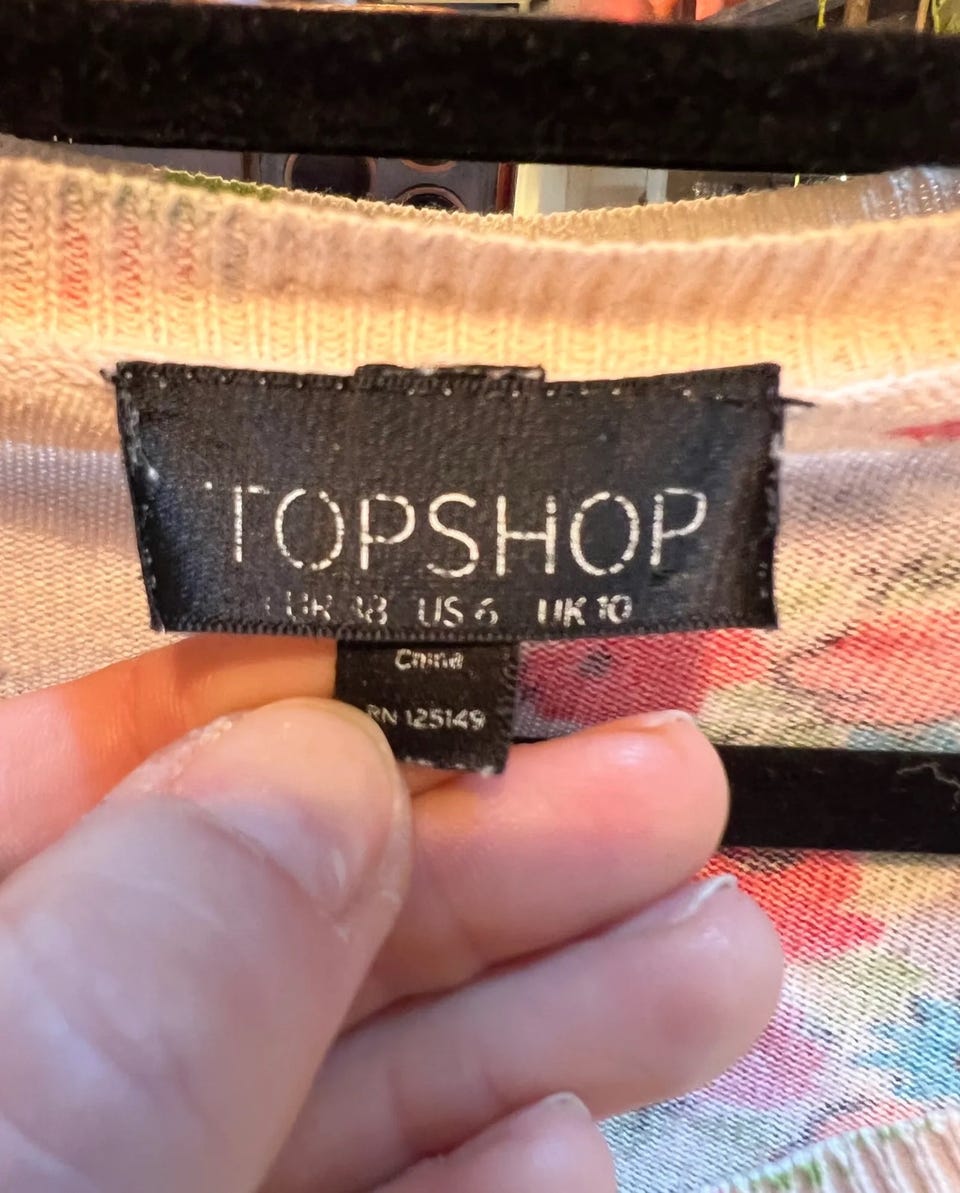 TOPSHOP
EUR 38 US 6 UK 10
China
RN 125149